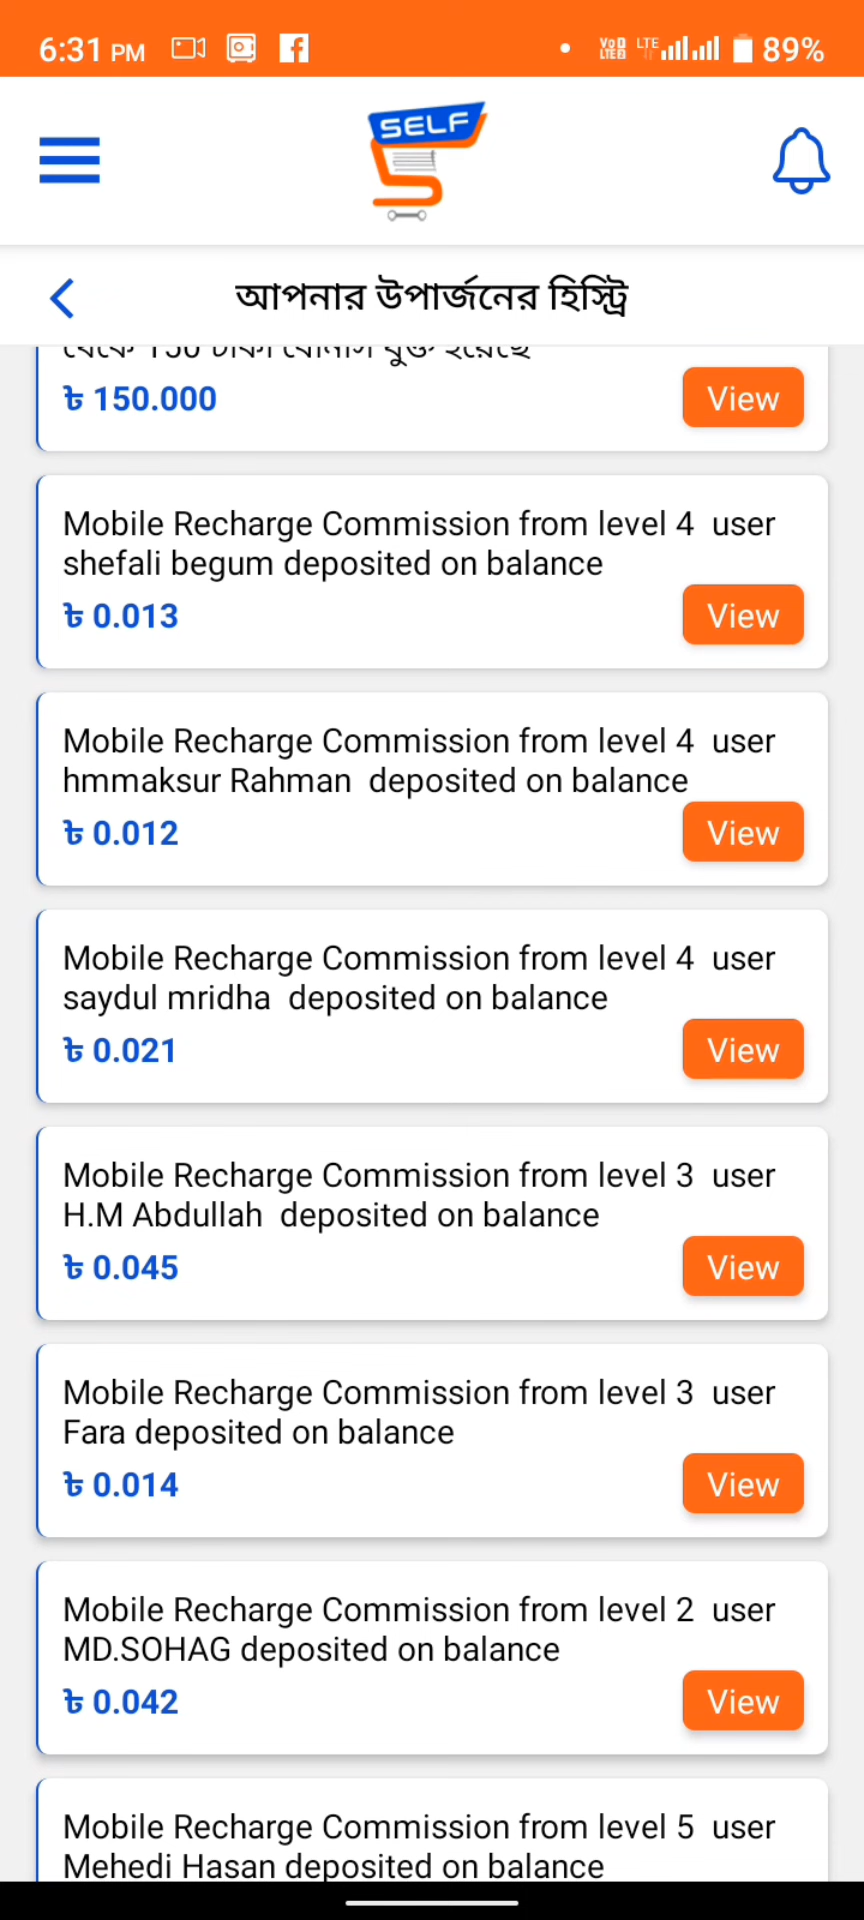 6:31 PM
89%
SELF
আপনার উপার্জনের হিস্ট্রি
থেকে 150 টাকা বোনাস যুক্ত হয়েছে
৳ 150.000
View
Mobile Recharge Commission from level 4 user
shefali begum deposited on balance
৳ 0.013
View
Mobile Recharge Commission from level 4 user
hmmaksur Rahman deposited on balance
৳ 0.012
View
Mobile Recharge Commission from level 4 user
saydul mridha deposited on balance
৳ 0.021
View
Mobile Recharge Commission from level 3 user
H.M Abdullah deposited on balance
৳ 0.045
View
Mobile Recharge Commission from level 3 user
Fara deposited on balance
৳ 0.014
View
Mobile Recharge Commission from level 2 user
MD.SOHAG deposited on balance
৳ 0.042
View
Mobile Recharge Commission from level 5 user
Mehedi Hasan deposited on balance